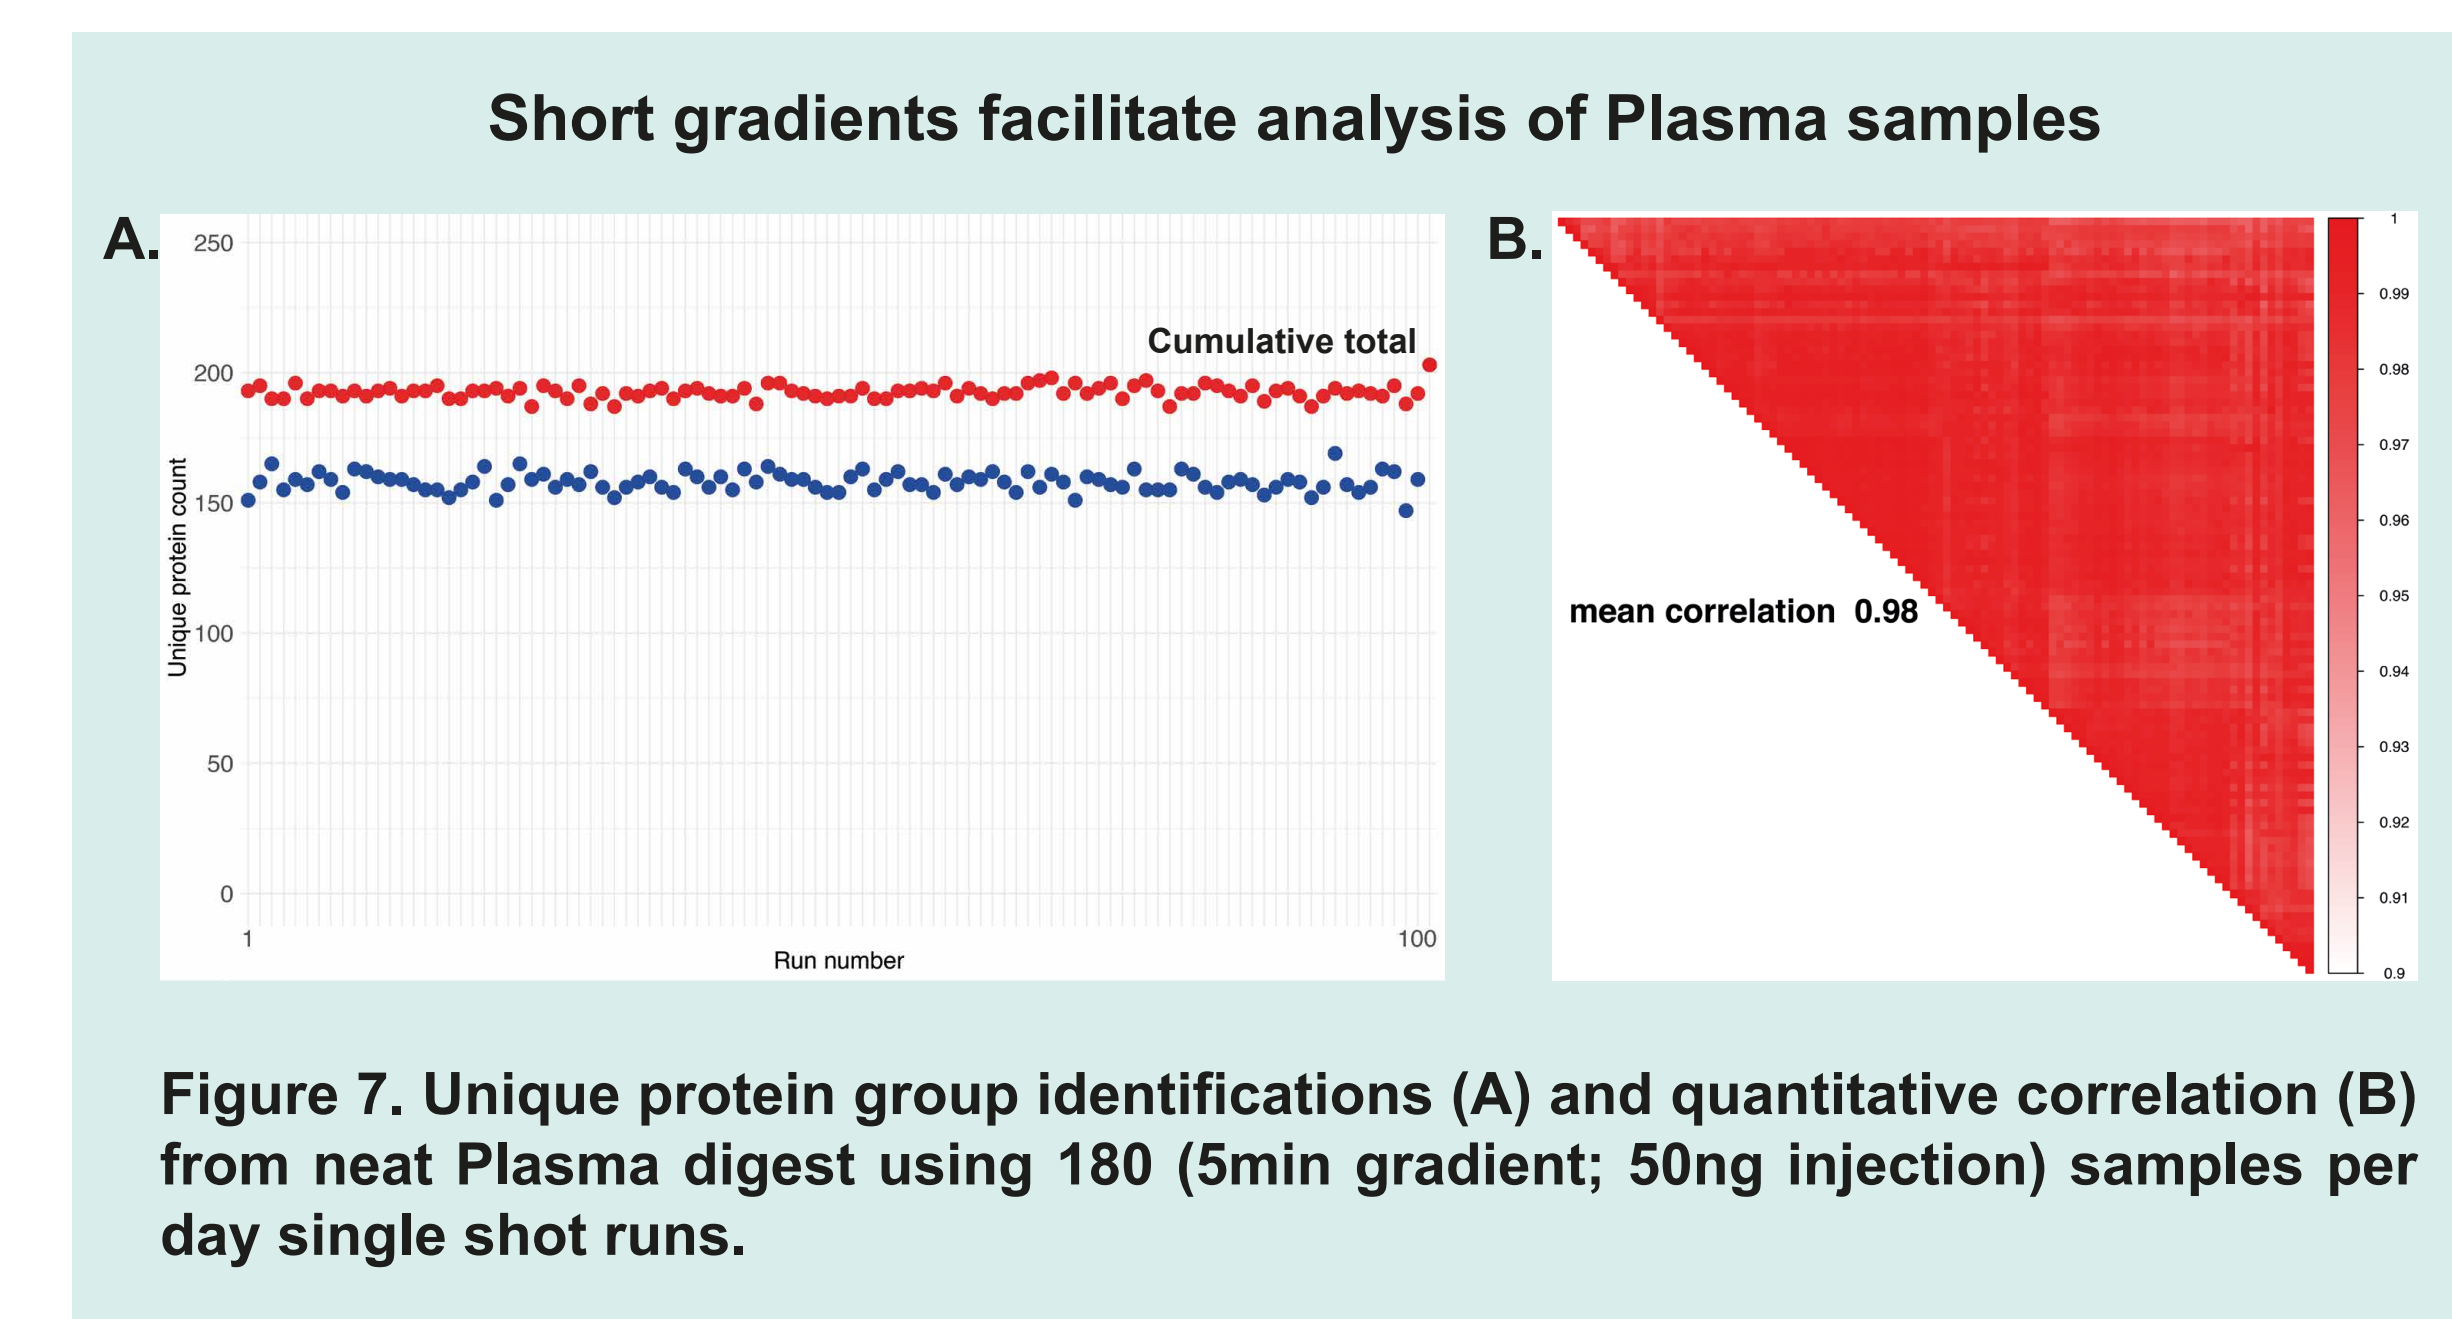 Short gradients facilitate analysis of Plasma samples
A.
250
200
150
100
50
0
Unique protein count
Cumulative total
1
100
Run number
B.
mean correlation 0.98
1
0.99
0.98
0.97
0.96
0.95
0.94
0.93
0.92
0.91
0.9
Figure 7. Unique protein group identifications (A) and quantitative correlation (B)
from neat Plasma digest using 180 (5min gradient; 50ng injection) samples per
day single shot runs.